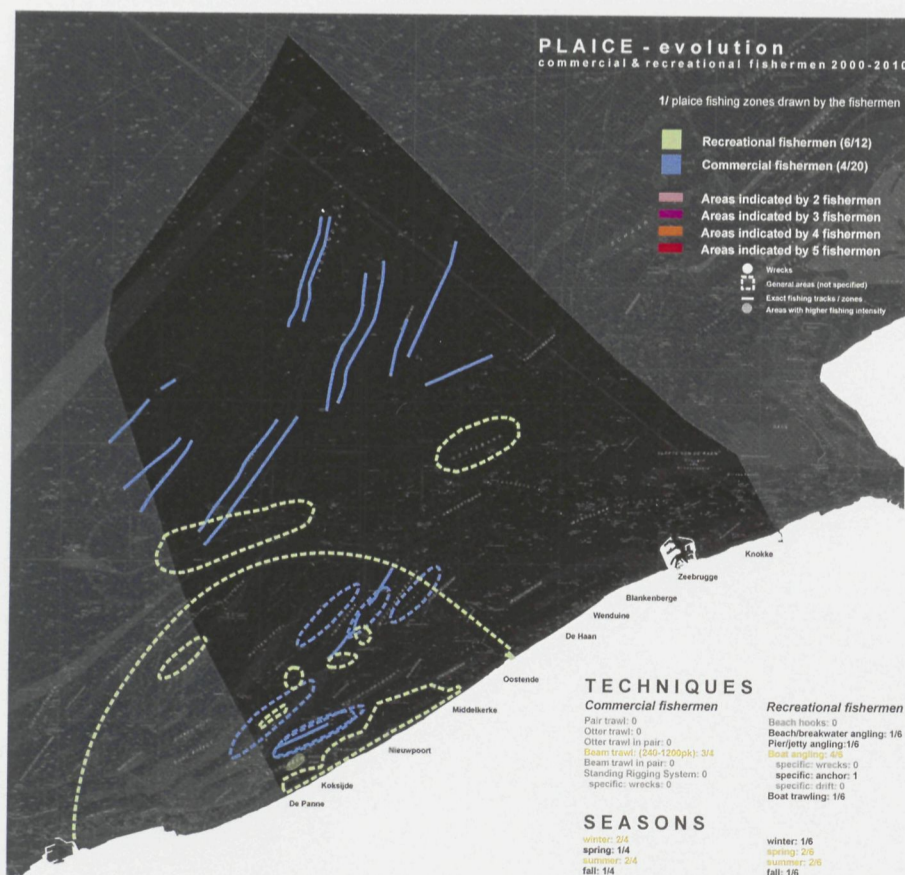 PLAICE - evolution
commercial & recreational fishermen 2000-2010
1/ plaice fishing zones drawn by the fishermen
Recreational fishermen (6/12)
Commercial fishermen (4/20)
Areas indicated by 2 fishermen
Areas indicated by 3 fishermen
Areas indicated by 4 fishermen
Areas indicated by 5 fishermen
Wrecks
General areas (not specified)
Exact fishing tracks / zones
Areas with higher fishing intensity
Knokke
Zeebrugge
Blankenberge
Wenduine
De Haan
Oostende
Middelkerke
Nieuwpoort
Koksijde
De Panne
TECHNIQUES
Commercial fishermen
Pair trawl: 0
Otter trawl: 0
Otter trawl in pair: 0
Beam trawl: (240-1200pk): 3/4
Beam trawl in pair: 0
Standing Rigging System: 0
specific: wrecks: 0
Recreational fishermen
Beach hooks: 0
Beach/breakwater angling: 1/6
Pier/jetty angling:1/6
Boat angling: 4/6
specific: wrecks: 0
specific: anchor: 1
specific: drift: 0
Boat trawling: 1/6
SEASONS
winter: 2/4
spring: 1/4
summer: 2/4
fall: 1/4
winter: 1/6
spring: 2/6
summer: 2/6
fall: 1/6